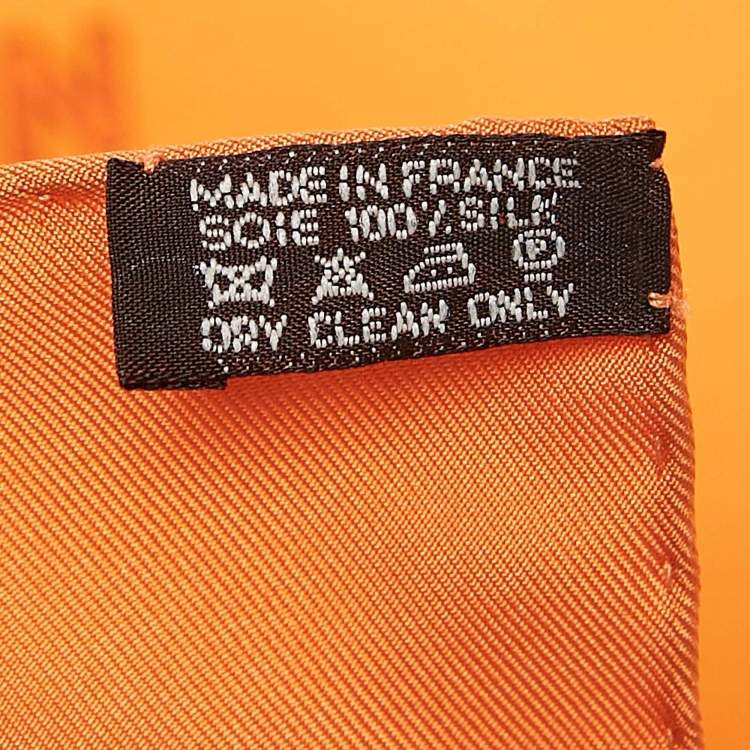 MADE IN FRANCE
SOIE 100% SILK
P
DRY CLEAN ONLY